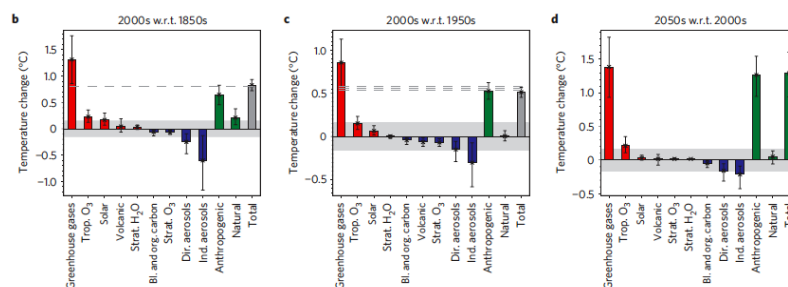 b 2000s w.r.t. 1850s
Temperature change (°C)
1.5
1.0
0.5
0
−0.5
−1.0
Greenhouse gases
Trop. O3
Solar
Volcanic
Strat. H2O
Bl. and org. carbon
Strat. O3
Dir. aerosols
Ind. aerosols
Anthropogenic
Natural
Total
c 2000s w.r.t. 1950s
Temperature change (°C)
1.0
0.5
0
−0.5
Greenhouse gases
Trop. O3
Solar
Strat. H2O
Bl. and org. carbon
Volcanic
Strat. O3
Dir. aerosols
Ind. aerosols
Anthropogenic
Natural
Total
d 2050s w.r.t. 2000s
Temperature change (°C)
1.5
1.0
0.5
0
−0.5
Greenhouse gases
Trop. O3
Solar
Volcanic
Strat. O3
Strat. H2O
Bl. and org. carbon
Dir. aerosols
Ind. aerosols
Anthropogenic
Natural
Total